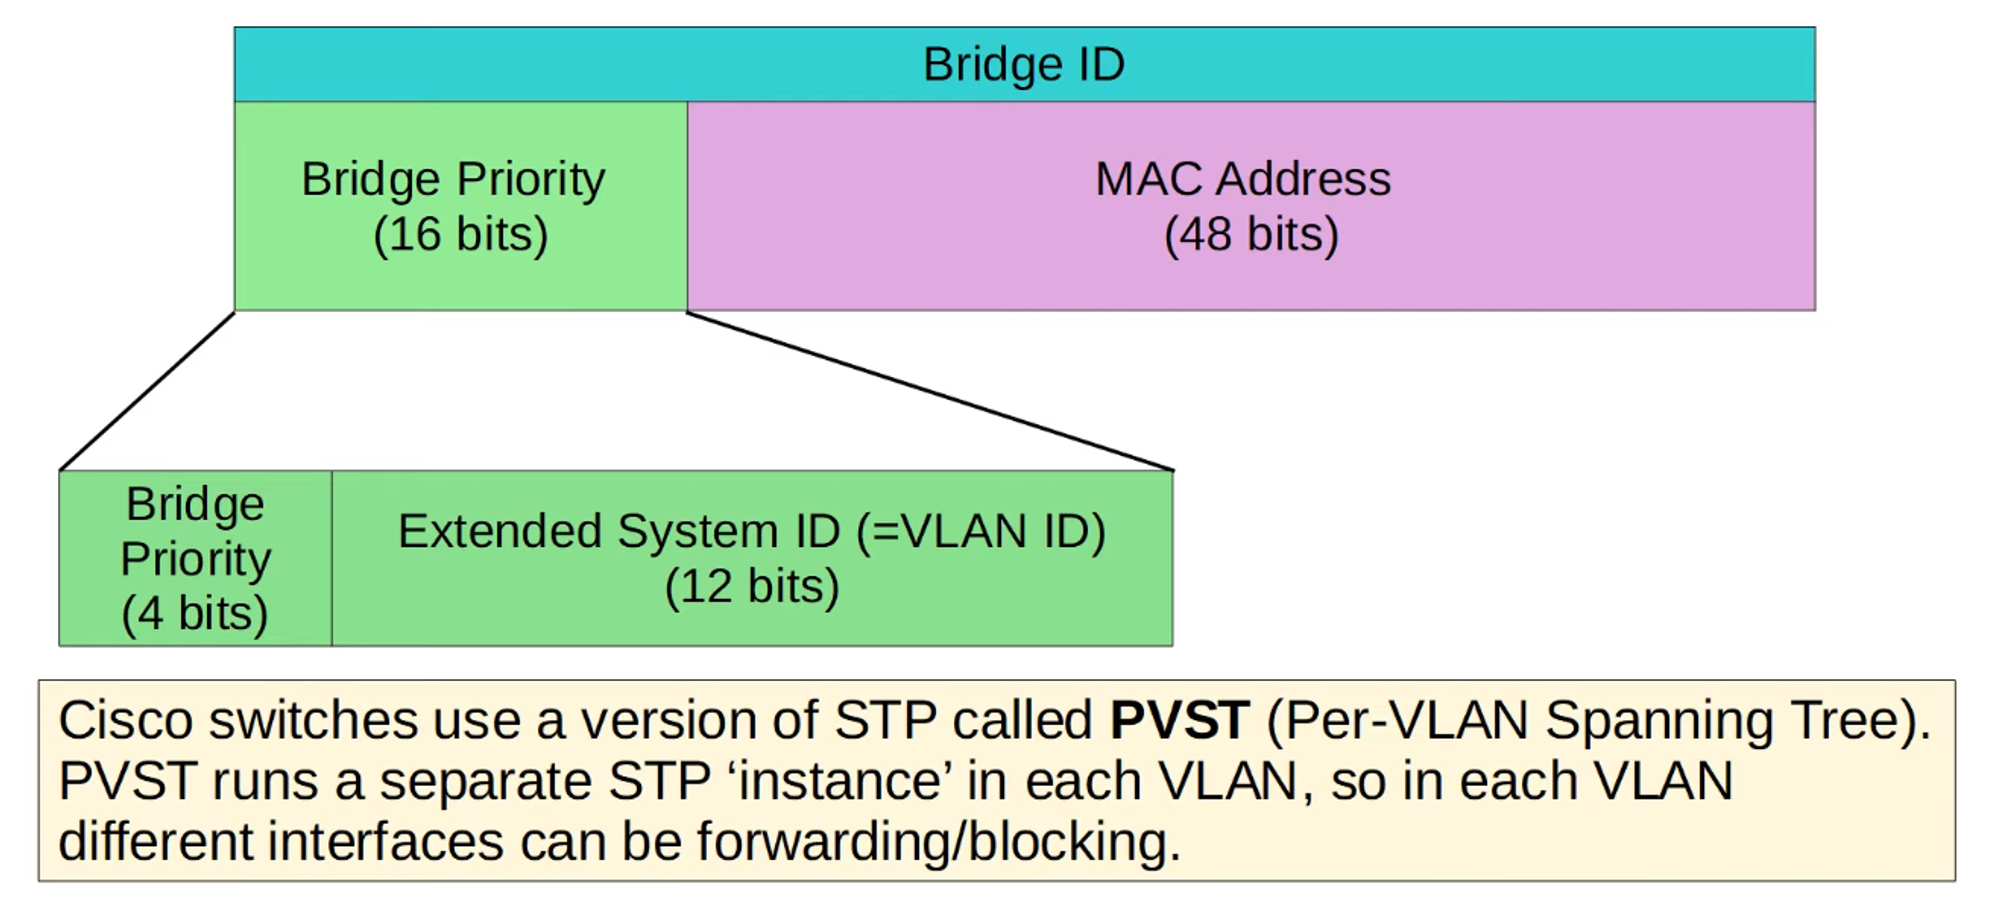 Bridge ID
Bridge Priority
(16 bits)
MAC Address
(48 bits)
Bridge
Priority
(4 bits)
Extended System ID (=VLAN ID)
(12 bits)
Cisco switches use a version of STP called PVST (Per-VLAN Spanning Tree).
PVST runs a separate STP ‘instance’ in each VLAN, so in each VLAN
different interfaces can be forwarding/blocking.